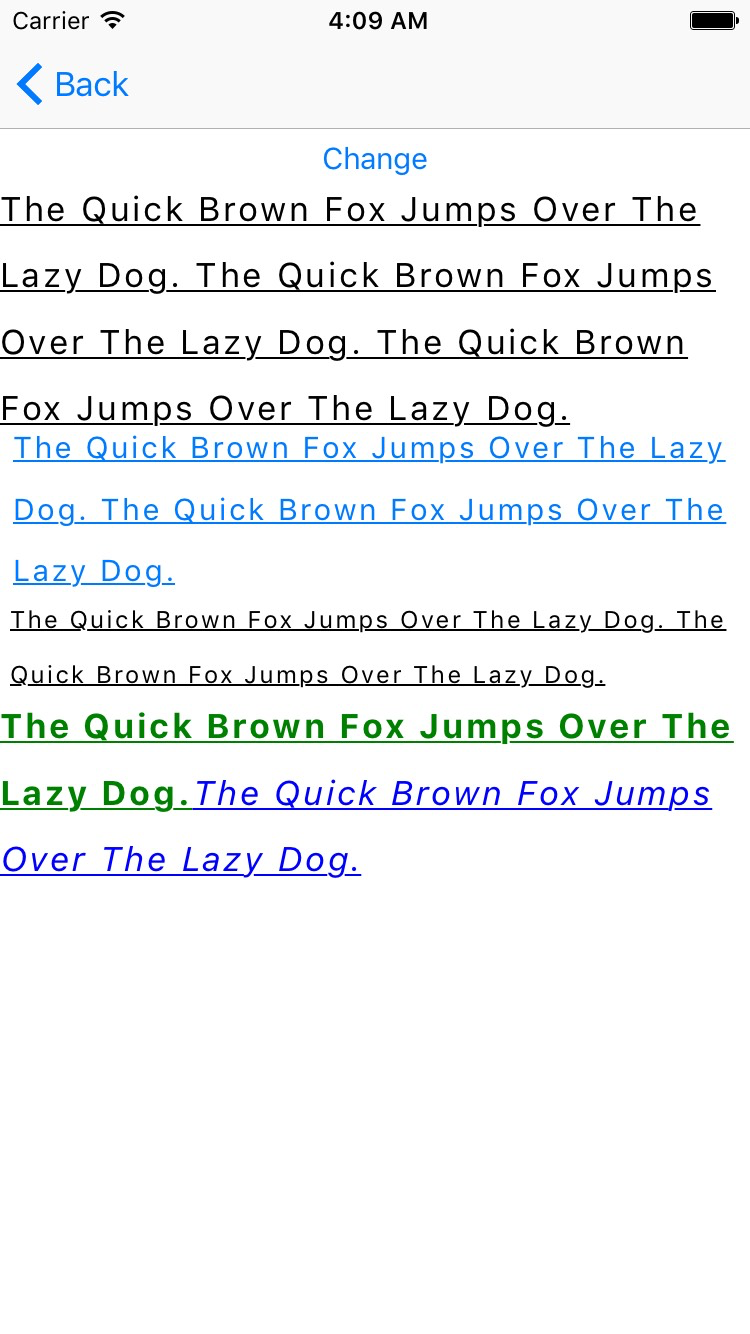 Carrier 4:09 AM
Back
Change
The Quick Brown Fox Jumps Over The
Lazy Dog. The Quick Brown Fox Jumps
Over The Lazy Dog. The Quick Brown
Fox Jumps Over The Lazy Dog.
The Quick Brown Fox Jumps Over The Lazy
Dog. The Quick Brown Fox Jumps Over The
Lazy Dog.
The Quick Brown Fox Jumps Over The Lazy Dog. The
Quick Brown Fox Jumps Over The Lazy Dog.
The Quick Brown Fox Jumps Over The
Lazy Dog.The Quick Brown Fox Jumps
Over The Lazy Dog.